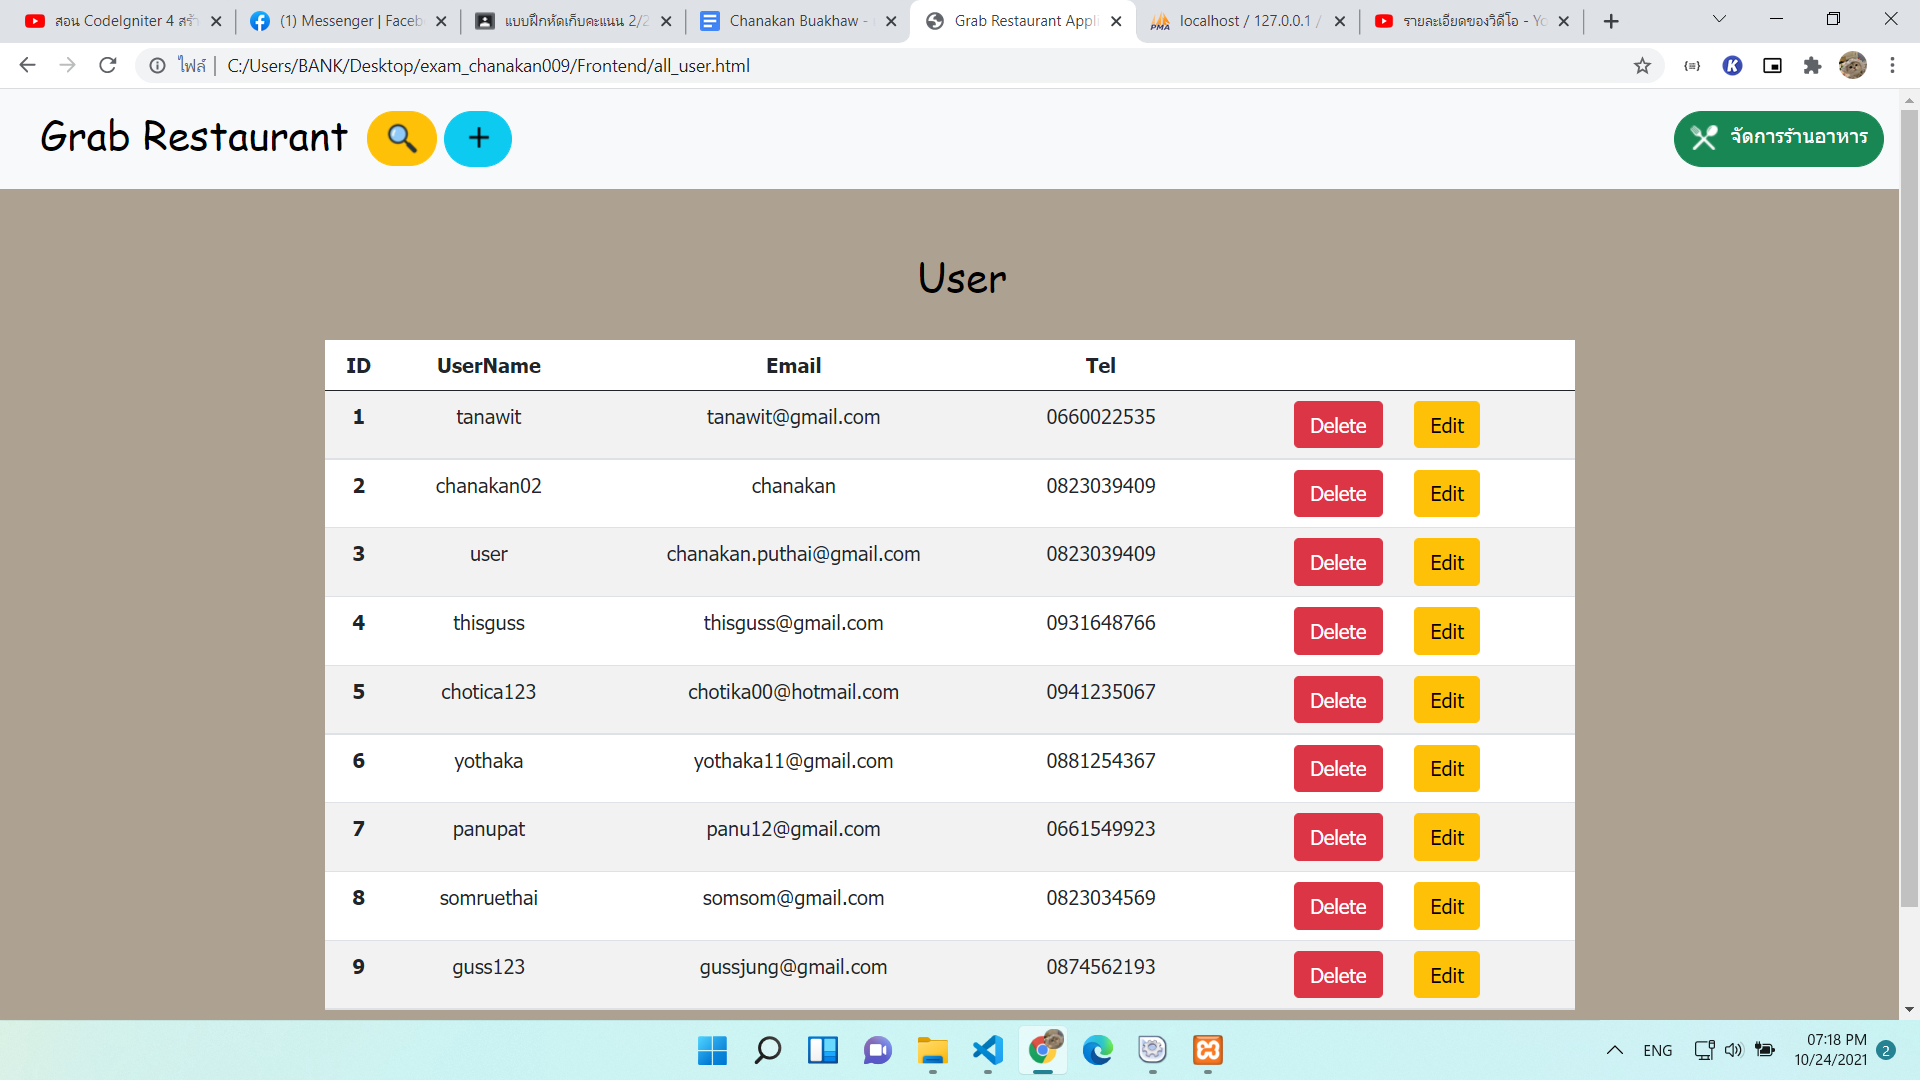 สอน CodeIgniter 4 สร้า
(1) Messenger | Faceb
แบบฝึกหัดเก็บคะแนน 2/2
Chanakan Buakhaw -
Grab Restaurant Appli
localhost / 127.0.0.1 /
รายละเอียดของวิดีโอ - Yo
ไฟล์ | C:/Users/BANK/Desktop/exam_chanakan009/Frontend/all_user.html
Grab Restaurant
+
จัดการร้านอาหาร
User
ID UserName Email Tel
1 tanawit tanawit@gmail.com 0660022535 Delete Edit
2 chanakan02 chanakan 0823039409 Delete Edit
3 user chanakan.puthai@gmail.com 0823039409 Delete Edit
4 thisguss thisguss@gmail.com 0931648766 Delete Edit
5 chotica123 chotika00@hotmail.com 0941235067 Delete Edit
6 yothaka yothaka11@gmail.com 0881254367 Delete Edit
7 panupat panu12@gmail.com 0661549923 Delete Edit
8 somruethai somsom@gmail.com 0823034569 Delete Edit
9 guss123 gussjung@gmail.com 0874562193 Delete Edit
ENG
07:18 PM
10/24/2021
2